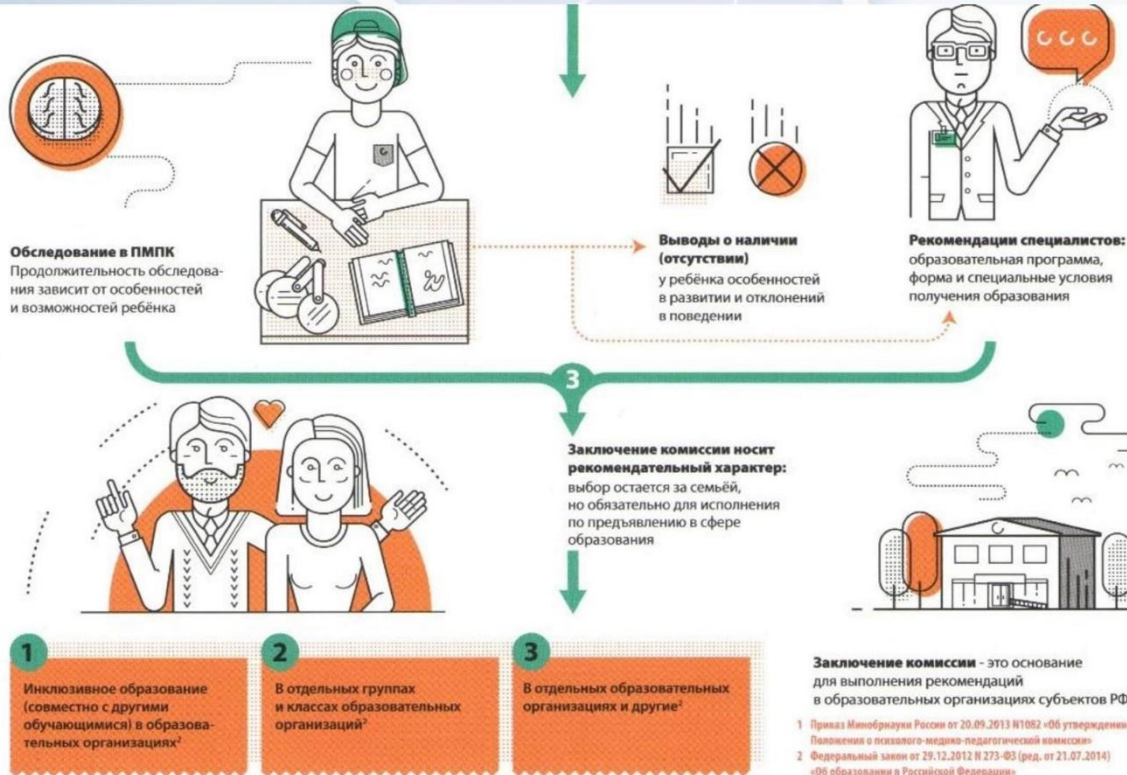 Обследование в ПМПК
Продолжительность обследова-
ния зависит от особенностей
и возможностей ребёнка
Выводы о наличии
(отсутствии)
у ребёнка особенностей
в развитии и отклонений
в поведении
Рекомендации специалистов:
образовательная программа,
форма и специальные условия
получения образования
3
Заключение комиссии носит
рекомендательный характер:
выбор остается за семьёй,
но обязательно для исполнения
по предъявлению в сфере
образования
1
Инклюзивное образование
(совместно с другими
обучающимися) в образова-
тельных организациях²
2
В отдельных группах
и классах образовательных
организаций²
3
В отдельных образовательных
организациях и другие²
Заключение комиссии - это основание
для выполнения рекомендаций
в образовательных организациях субъектов РФ
1 Приказ Минобрнауки России от 20.09.2013 N1082 «Об утверждении
Положения о психолого-медико-педагогической комиссии»
2 Федеральный закон от 29.12.2012 N 273-ФЗ (ред. от 21.07.2014)
«Об образовании в Российской Федерации»